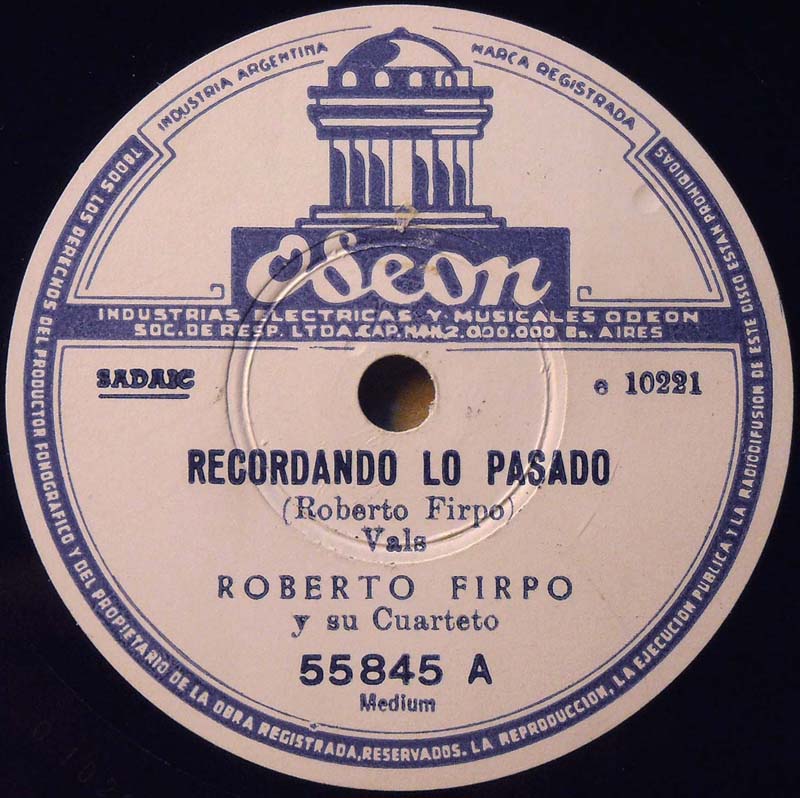 INDUSTRIA ARGENTINA
MARCA REGISTRADA
Odeon
INDUSTRIAS ELECTRICAS Y MUSICALES ODEON
SOC. DE RESP. LTDA. CAP. M$N. 2.000.000 Bs. AIRES
SADAIC
e 10221
RECORDANDO LO PASADO
(Roberto Firpo)
Vals
ROBERTO FIRPO
y su Cuarteto
55845 A
Medium
TODOS LOS DERECHOS DEL PRODUCTOR FONOGRAFICO Y DEL PROPIETARIO DE LA OBRA REGISTRADA, RESERVADOS. LA REPRODUCCION, LA EJECUCION PUBLICA Y LA RADIODIFUSION DE ESTE DISCO ESTAN PROHIBIDAS